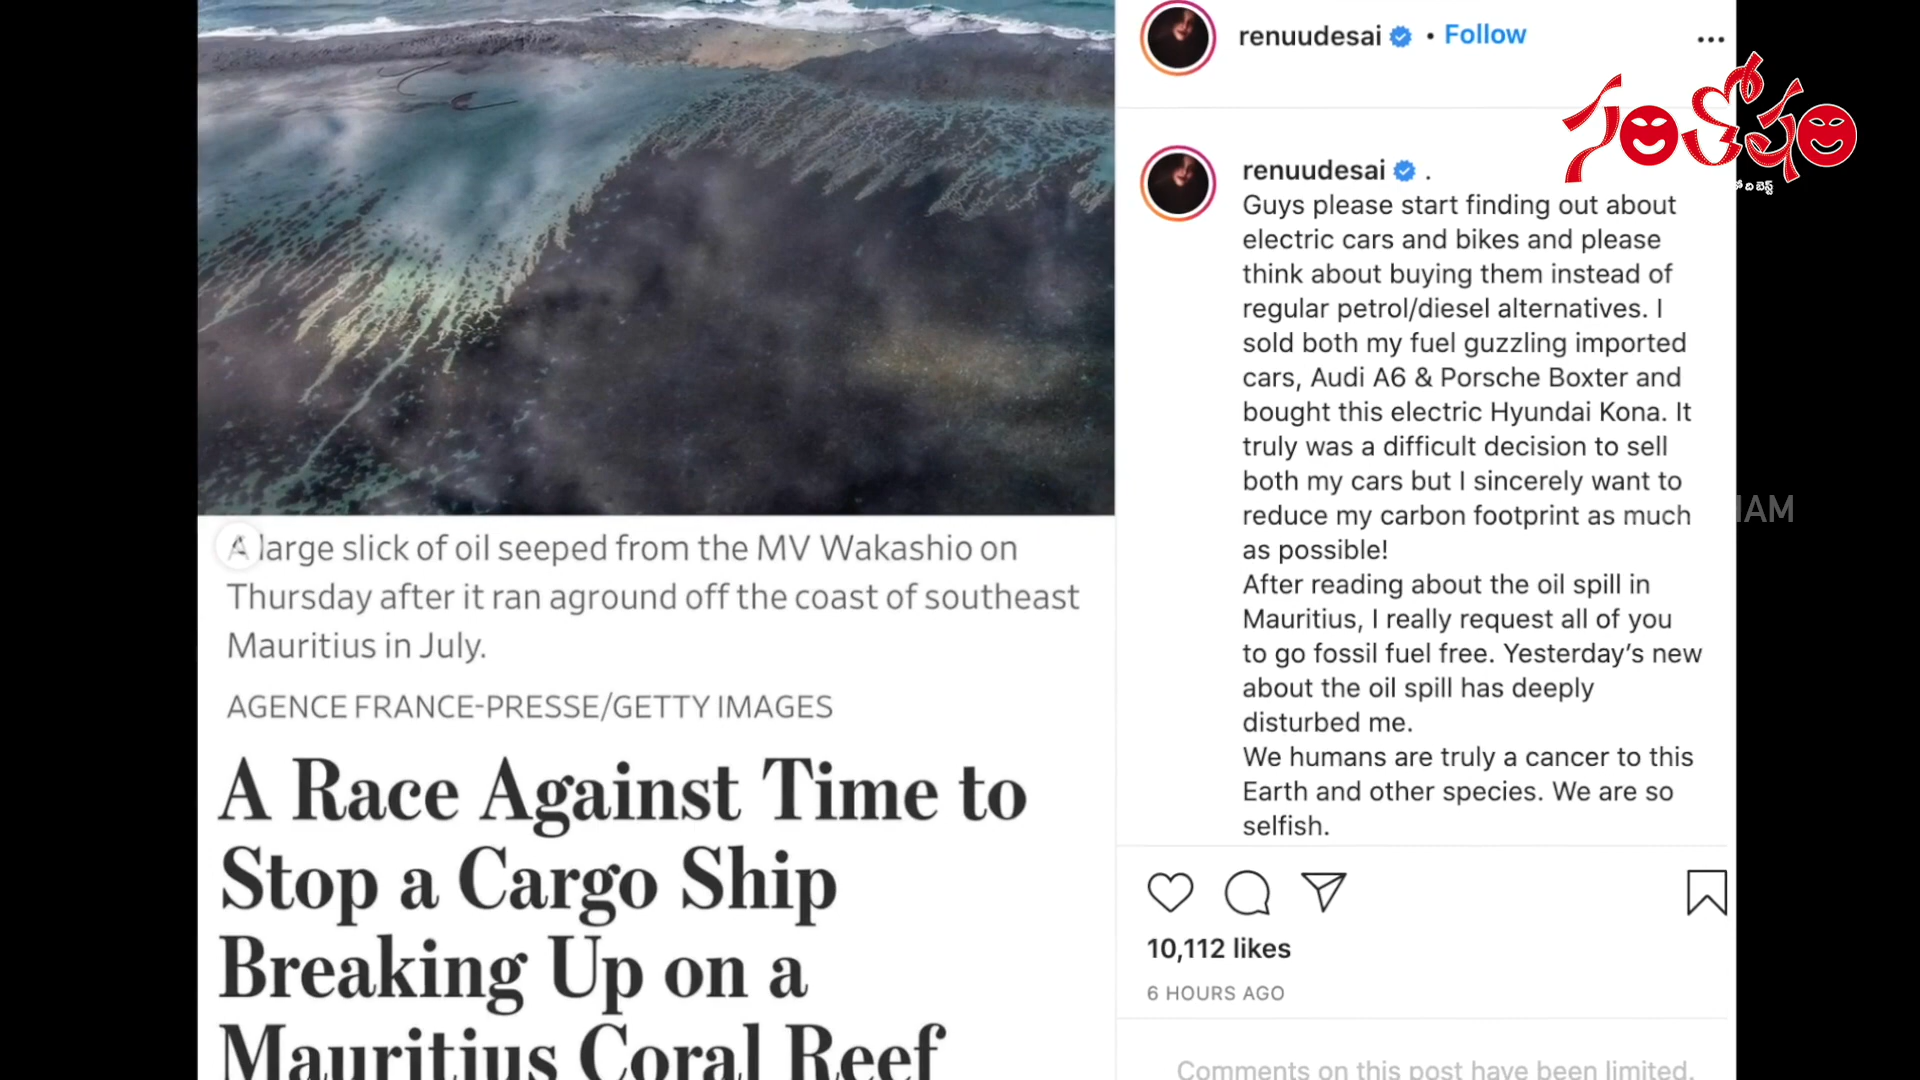 A large slick of oil seeped from the MV Wakashio on
Thursday after it ran aground off the coast of southeast
Mauritius in July.
AGENCE FRANCE-PRESSE/GETTY IMAGES
A Race Against Time to
Stop a Cargo Ship
Breaking Up on a
Mauritius Coral Reef
renuudesai • Follow
...
సంతోషం
renuudesai .
Guys please start finding out about
electric cars and bikes and please
think about buying them instead of
regular petrol/diesel alternatives. I
sold both my fuel guzzling imported
cars, Audi A6 & Porsche Boxter and
bought this electric Hyundai Kona. It
truly was a difficult decision to sell
both my cars but I sincerely want to
reduce my carbon footprint as much
as possible!
After reading about the oil spill in
Mauritius, I really request all of you
to go fossil fuel free. Yesterday's new
about the oil spill has deeply
disturbed me.
We humans are truly a cancer to this
Earth and other species. We are so
selfish.
10,112 likes
6 HOURS AGO
Comments on this post have been limited.